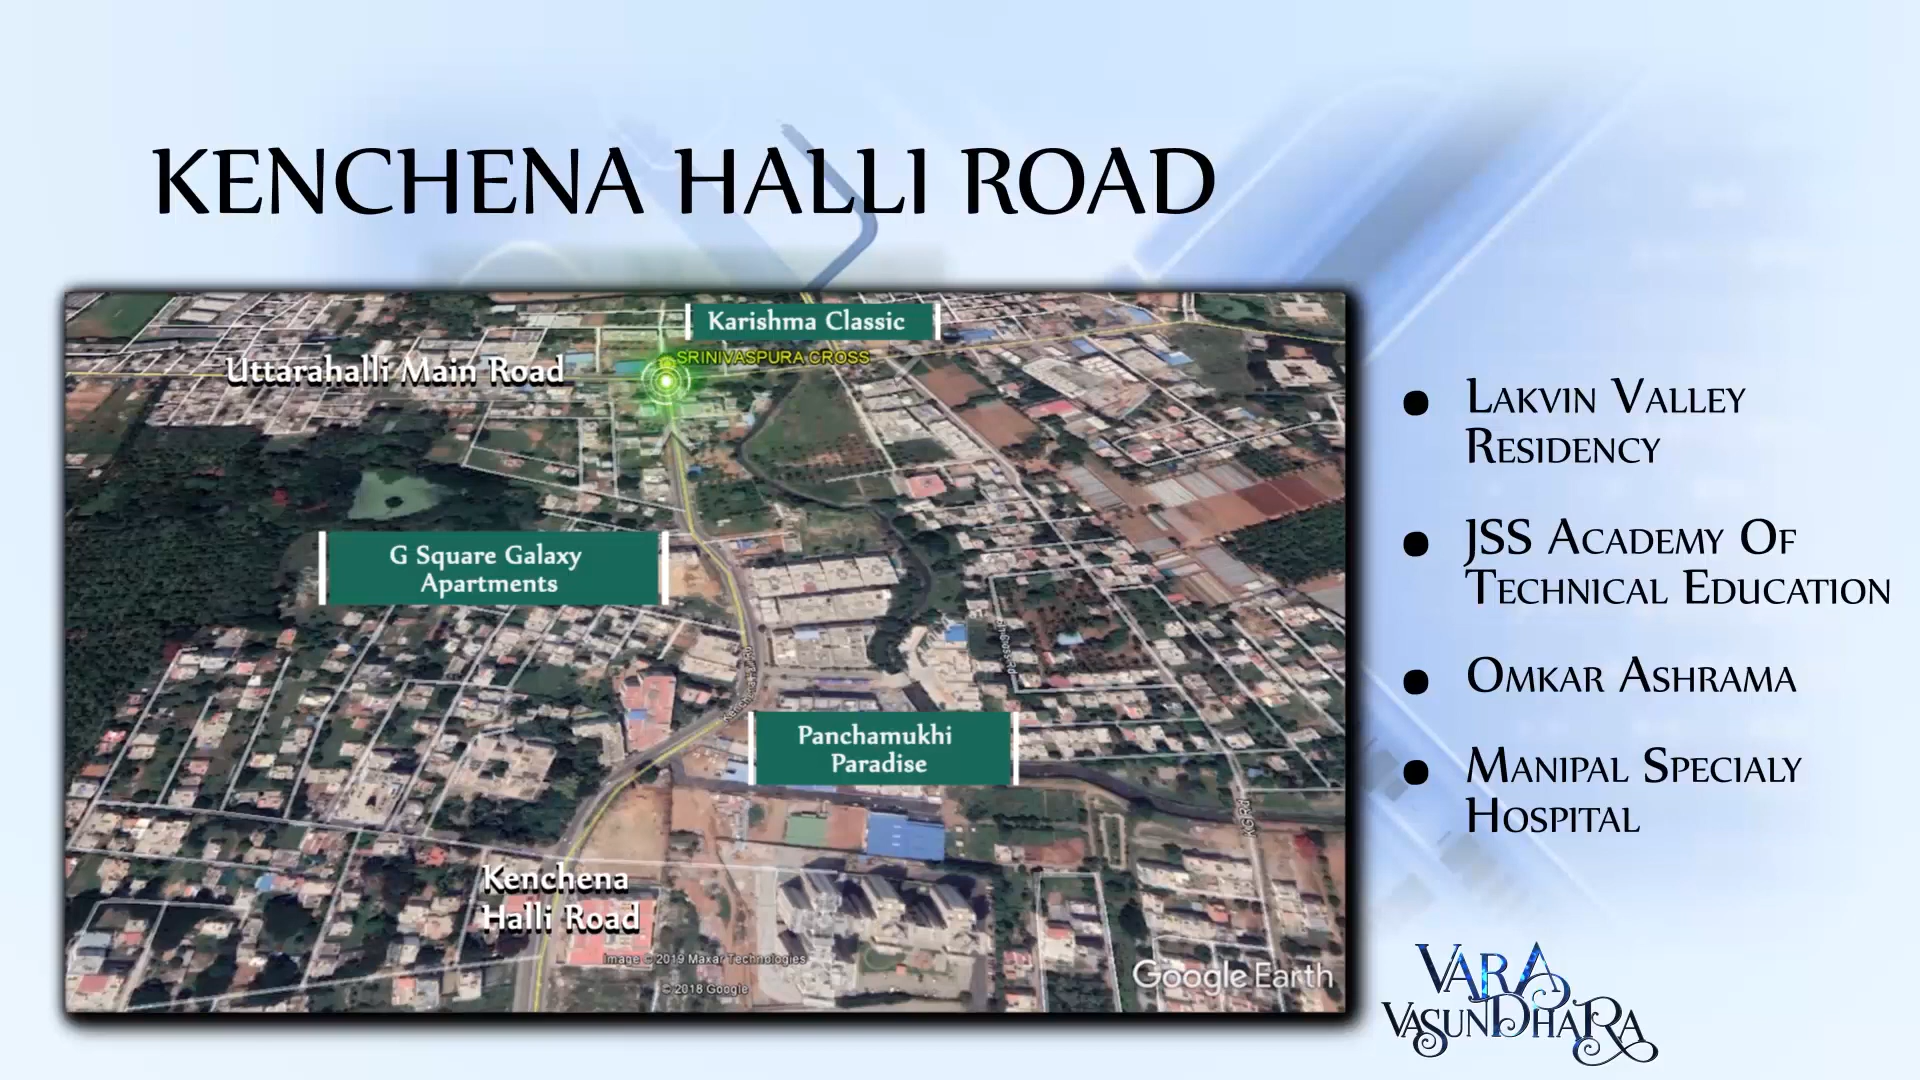 KENCHENA HALLI ROAD
Karishma Classic
SRINIVASPURA CROSS
Uttarahalli Main Road
G Square Galaxy
Apartments
Panchamukhi
Paradise
KG Rd
Kenchena
Halli Road
Image © 2019 Maxar Technologies
© 2018 Google
Google Earth
LAKVIN VALLEY
RESIDENCY
JSS ACADEMY OF
TECHNICAL EDUCATION
OMKAR ASHRAMA
MANIPAL SPECIALY
HOSPITAL
VARA
VASUNDHARA